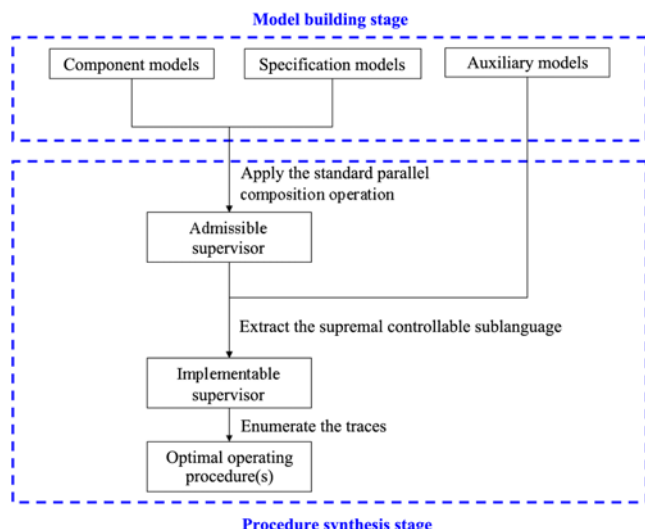 Model building stage
Component models
Specification models
Auxiliary models
Apply the standard parallel
composition operation
Admissible
supervisor
Extract the supremal controllable sublanguage
Implementable
supervisor
Enumerate the traces
Optimal operating
procedure(s)
Procedure synthesis stage